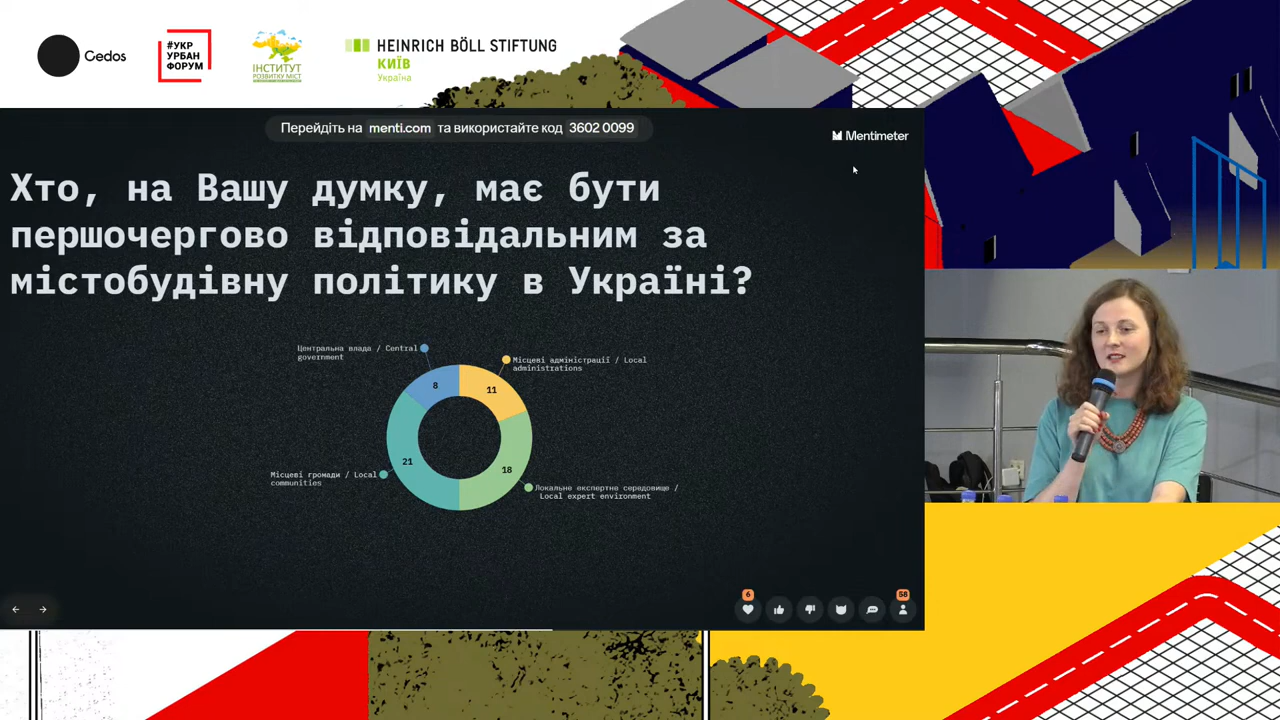 Cedos
#УКР
УРБАН
ФОРУМ
ІНСТИТУТ
РОЗВИТКУ МІСТ
HEINRICH BÖLL STIFTUNG
КИЇВ
Україна
Перейдіть на menti.com та використайте код 3602 0099
Mentimeter
Хто, на Вашу думку, має бути
першочергово відповідальним за
містобудівну політику в Україні?
Центральна влада / Central
government
Місцеві адміністрації / Local
administrations
8
11
21
18
Місцеві громади / Local
communities
Локальне експертне середовище /
Local expert environment
6
58